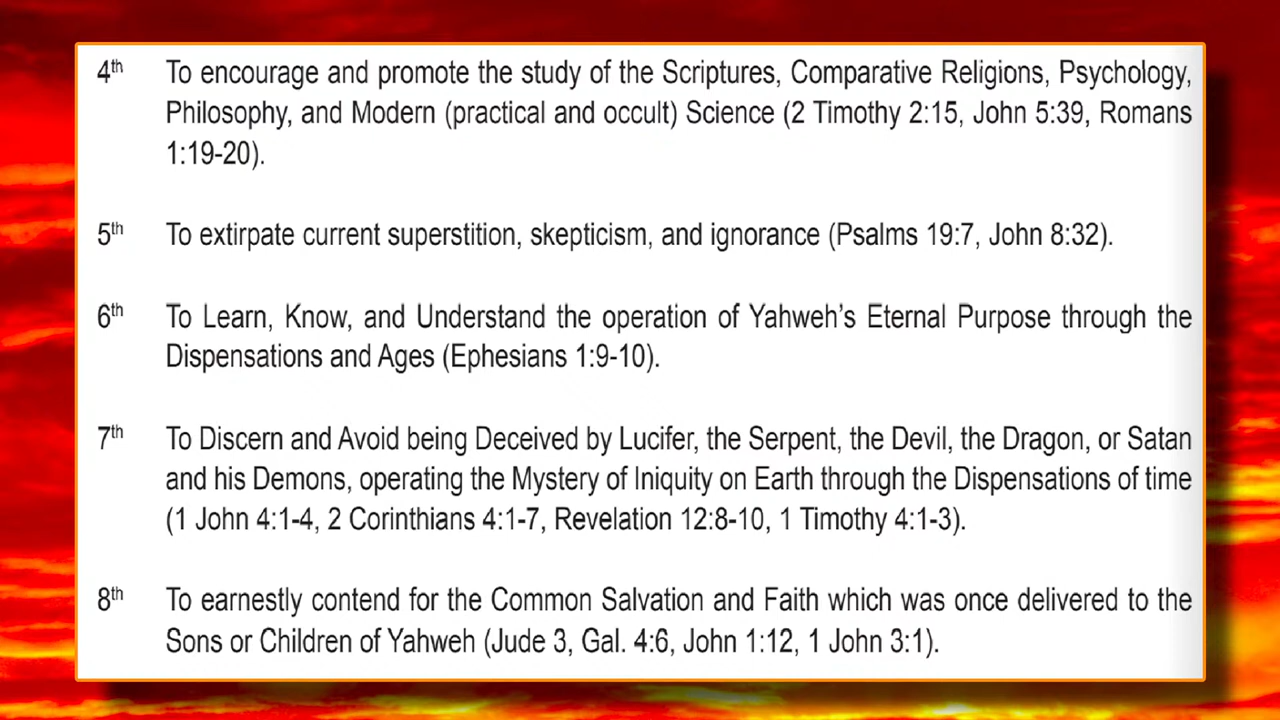 4th To encourage and promote the study of the Scriptures, Comparative Religions, Psychology,
Philosophy, and Modern (practical and occult) Science (2 Timothy 2:15, John 5:39, Romans
1:19-20).
5th To extirpate current superstition, skepticism, and ignorance (Psalms 19:7, John 8:32).
6th To Learn, Know, and Understand the operation of Yahweh’s Eternal Purpose through the
Dispensations and Ages (Ephesians 1:9-10).
7th To Discern and Avoid being Deceived by Lucifer, the Serpent, the Devil, the Dragon, or Satan
and his Demons, operating the Mystery of Iniquity on Earth through the Dispensations of time
(1 John 4:1-4, 2 Corinthians 4:1-7, Revelation 12:8-10, 1 Timothy 4:1-3).
8th To earnestly contend for the Common Salvation and Faith which was once delivered to the
Sons or Children of Yahweh (Jude 3, Gal. 4:6, John 1:12, 1 John 3:1).